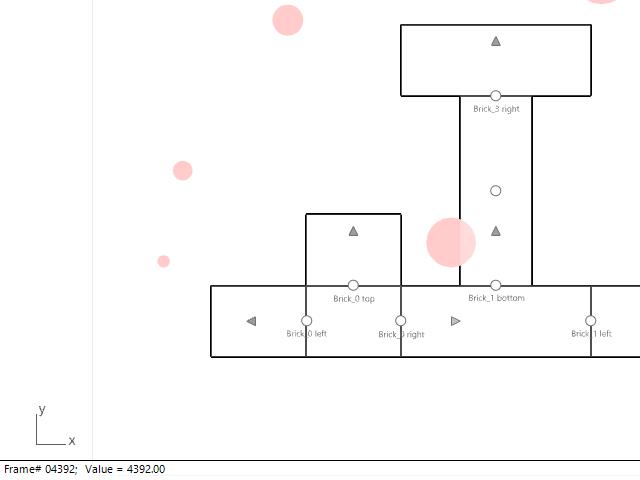 Brick_3 right
Brick_0 top
Brick_1 bottom
Brick_0 left
Brick_0 right
Brick_1 left
y
x
Frame# 04392; Value = 4392.00